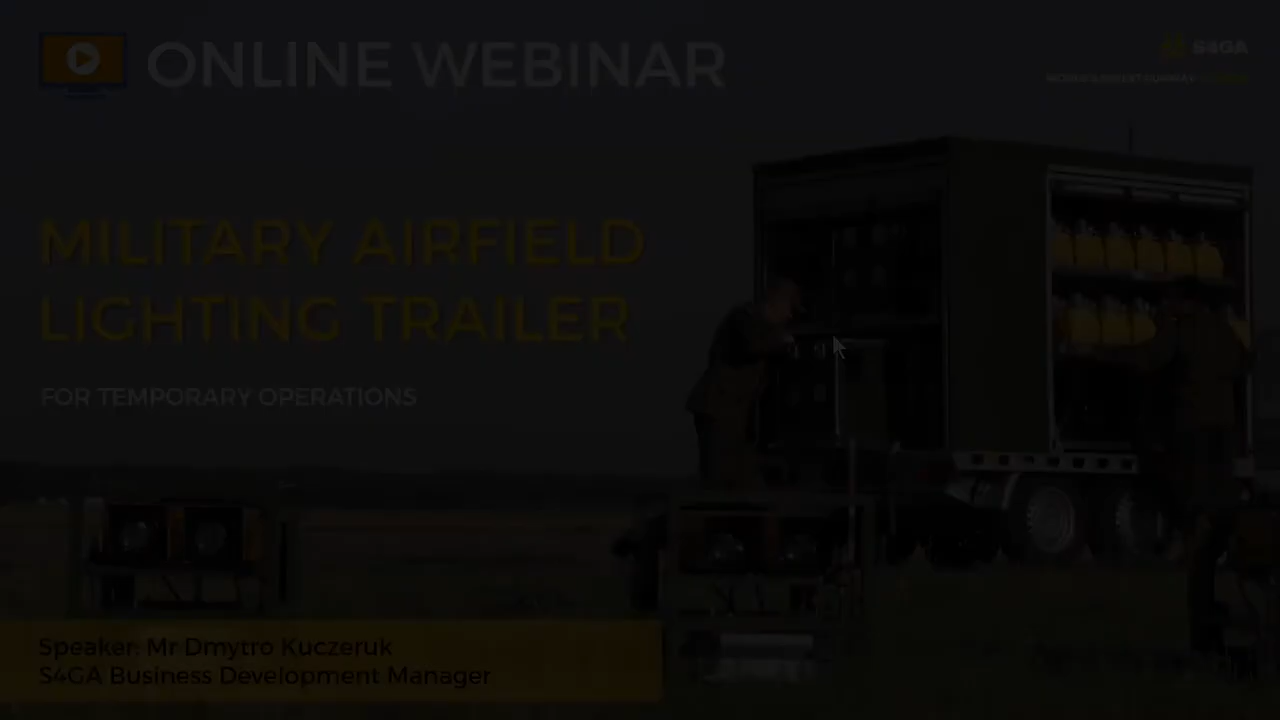 ONLINE WEBINAR
S4GA
MILITARY AIRFIELD
LIGHTING TRAILER
FOR TEMPORARY OPERATIONS
Speaker: Mr Dmytro Kuczeruk
S4GA Business Development Manager